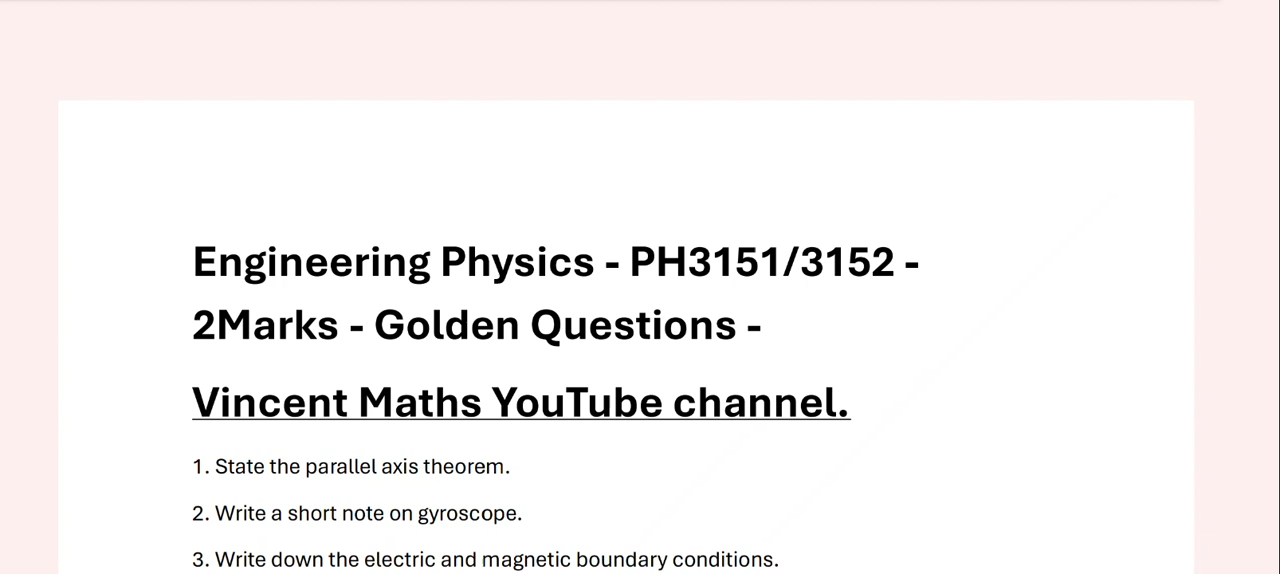 Engineering Physics - PH3151/3152 -
2Marks - Golden Questions -
Vincent Maths YouTube channel.
1. State the parallel axis theorem.
2. Write a short note on gyroscope.
3. Write down the electric and magnetic boundary conditions.